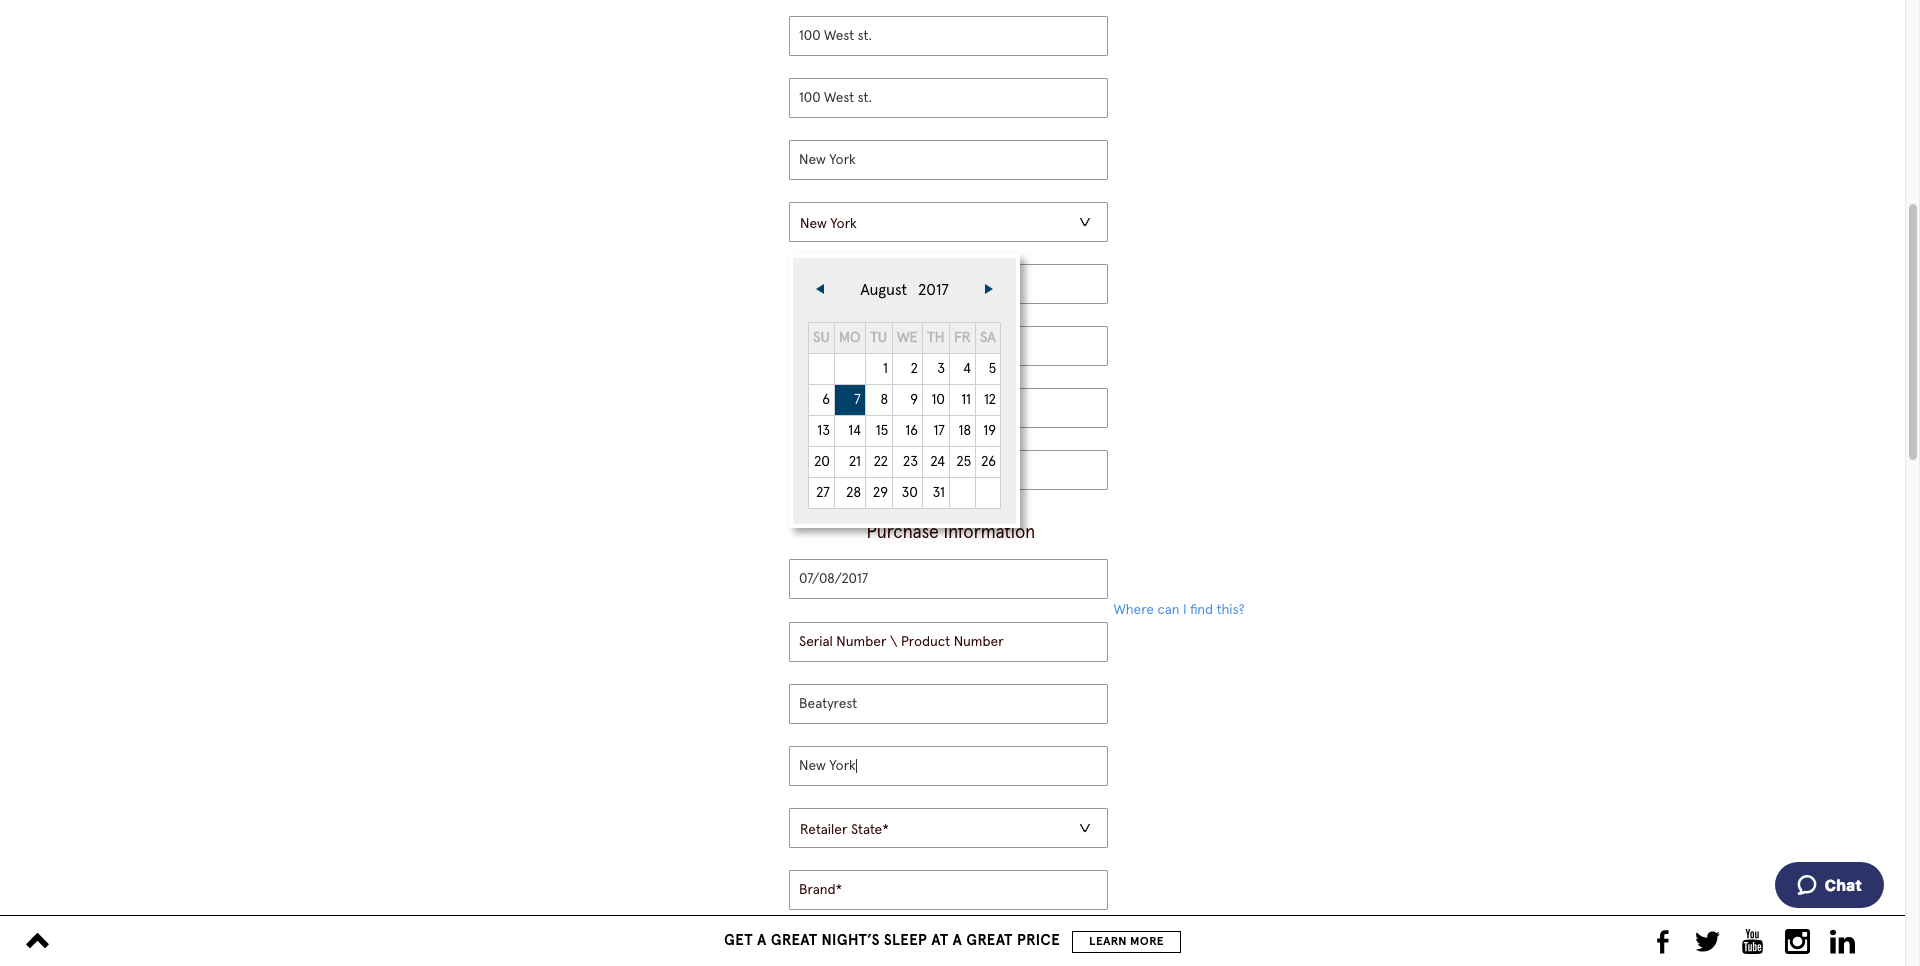 100 West st.
100 West st.
New York
New York
August 2017
SU MO TU WE TH FR SA
1 2 3 4 5
6 7 8 9 10 11 12
13 14 15 16 17 18 19
20 21 22 23 24 25 26
27 28 29 30 31
Purchase Information
07/08/2017
Where can I find this?
Serial Number \ Product Number
Beatyrest
New York
Retailer State*
Brand*
Chat
GET A GREAT NIGHT'S SLEEP AT A GREAT PRICE LEARN MORE
You
Tube